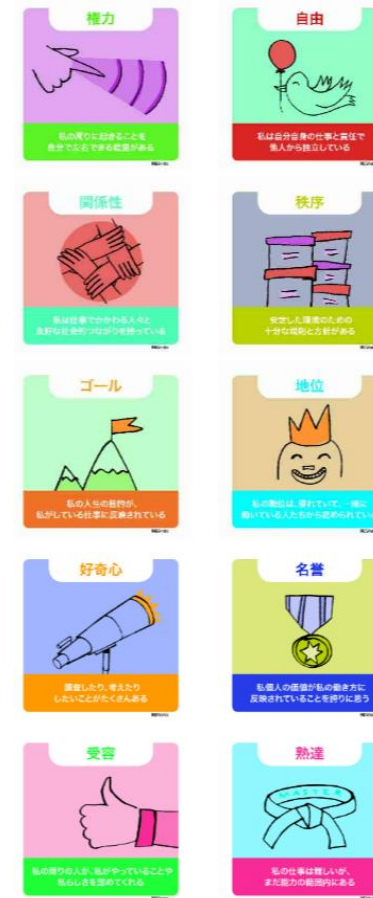 権力
私の周りに起きることを
自分で左右できる裁量がある
自由
私は自分自身の仕事と責任で
他人から独立している
関係性
私は仕事でかかわる人々と
良好な社会的つながりを持っている
秩序
安定した環境のための
十分な規則と方針がある
ゴール
私の人生の目的が、
私がしている仕事に反映されている
地位
私の職位は、優れていて、一緒に
働いている人たちから認められている
好奇心
調査したり、考えたり
したいことがたくさんある
名誉
私個人の価値が私の働き方に
反映されていることを誇りに思う
受容
私の周りの人が、私がやっていることや
私らしさを認めてくれる
熟達
MASTER
私の仕事は難しいが、
まだ能力の範囲内にある